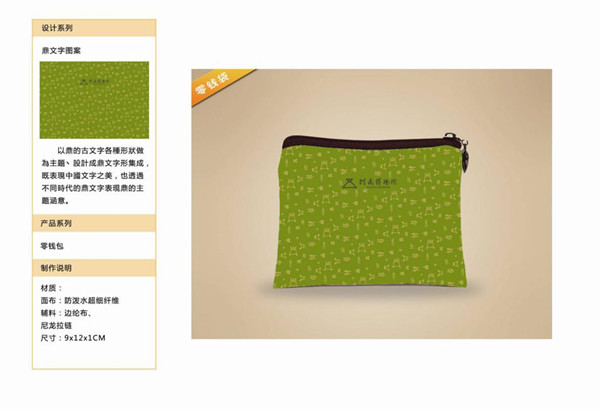 设计系列
鼎文字图案
以鼎的古文字各種形狀做
為主題、設計成鼎文字形集成，
既表現中國文字之美，也透過
不同時代的鼎文字表現鼎的主
題涵意。
产品系列
零钱包
制作说明
材质：
面布：防泼水超细纤维
辅料：边纶布、
尼龙拉链
尺寸：9x12x1CM
零钱袋